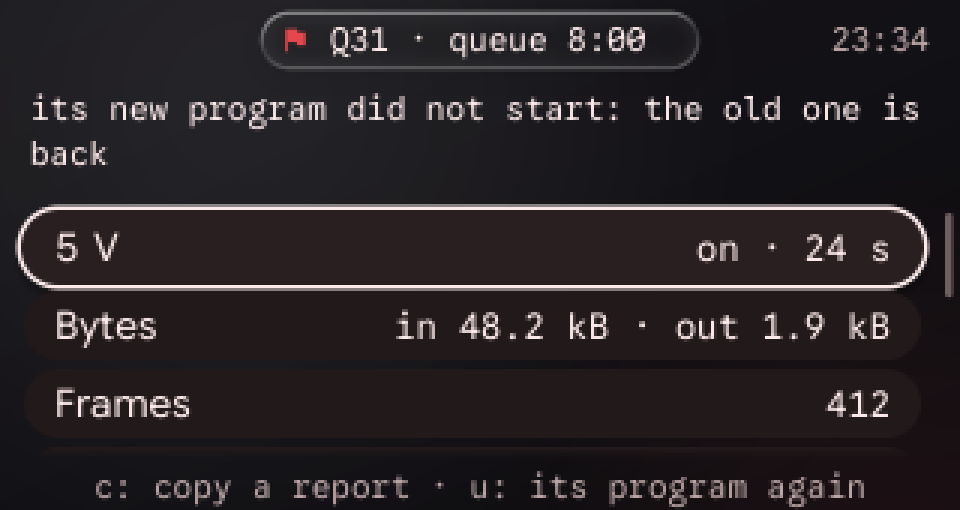 Q31 · queue 8:00
23:34
its new program did not start: the old one is
back
5 V on · 24 s
Bytes in 48.2 kB · out 1.9 kB
Frames 412
c: copy a report · u: its program again